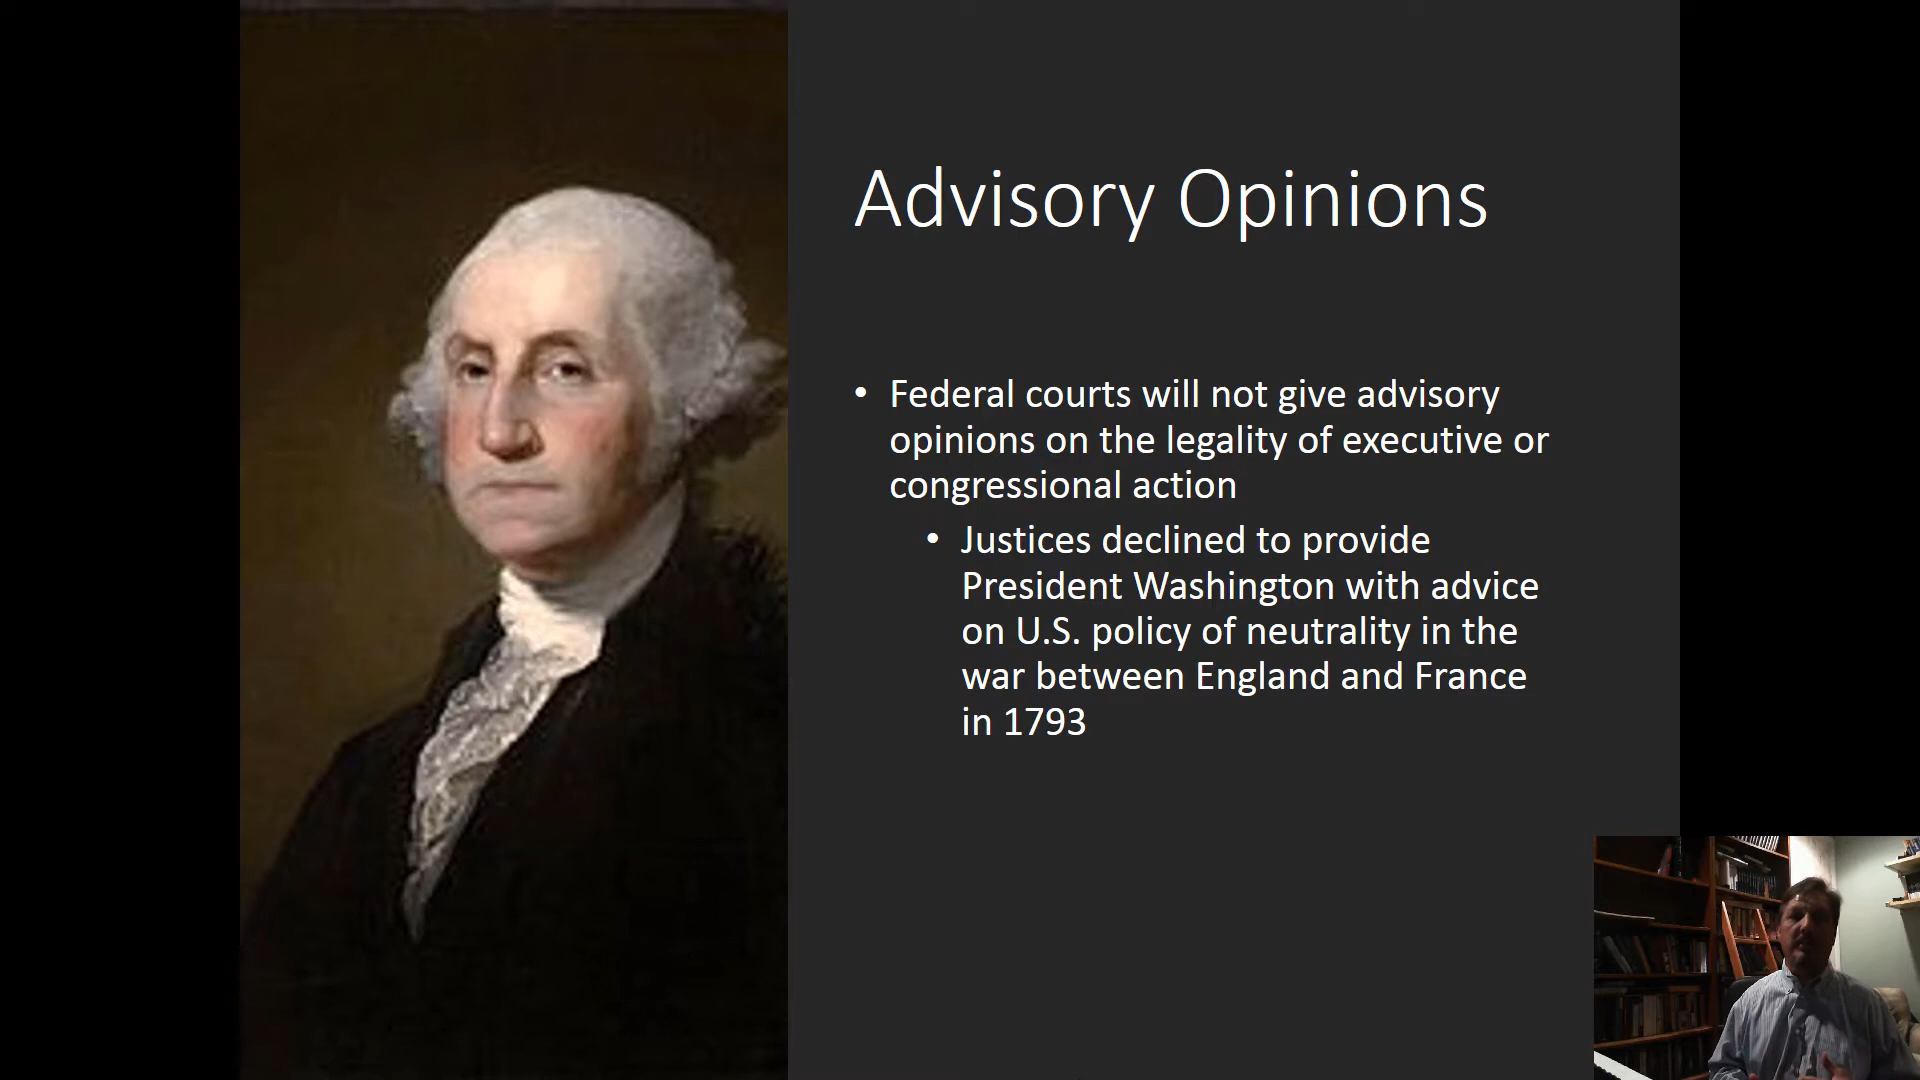 Advisory Opinions
• Federal courts will not give advisory
opinions on the legality of executive or
congressional action
• Justices declined to provide
President Washington with advice
on U.S. policy of neutrality in the
war between England and France
in 1793